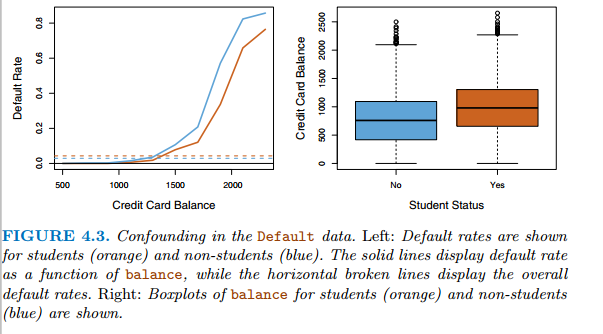 Default Rate
0.0 0.2 0.4 0.6 0.8
500 1000 1500 2000
Credit Card Balance
Credit Card Balance
0 500 1000 1500 2000 2500
No Yes
Student Status
FIGURE 4.3. Confounding in the Default data. Left: Default rates are shown
for students (orange) and non-students (blue). The solid lines display default rate
as a function of balance, while the horizontal broken lines display the overall
default rates. Right: Boxplots of balance for students (orange) and non-students
(blue) are shown.